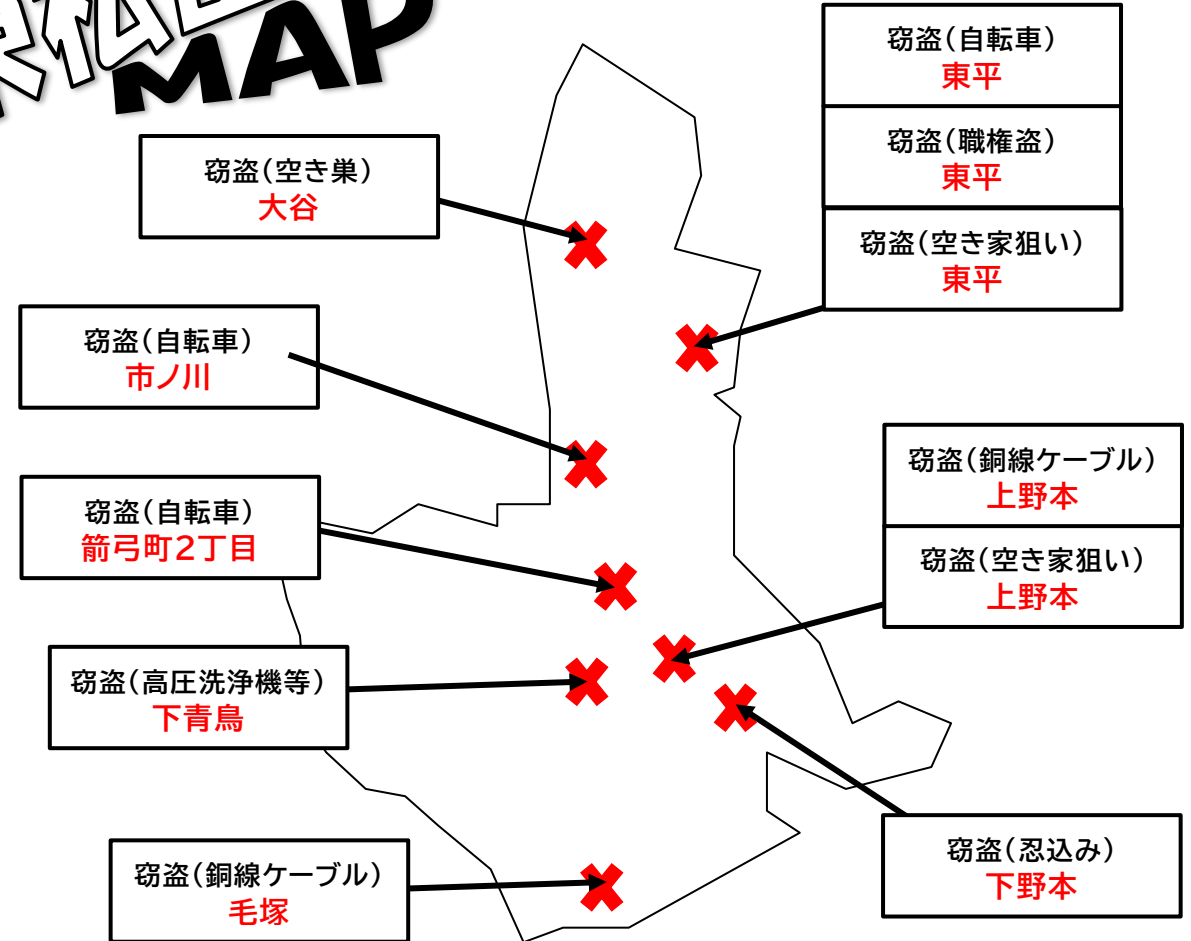 MAP
窃盗(自転車)
東平
窃盗(職権盗)
東平
窃盗(空き家狙い)
東平
窃盗(空き巣)
大谷
窃盗(自転車)
市ノ川
窃盗(自転車)
箭弓町2丁目
窃盗(銅線ケーブル)
上野本
窃盗(空き家狙い)
上野本
窃盗(高圧洗浄機等)
下青鳥
窃盗(忍込み)
下野本
窃盗(銅線ケーブル)
毛塚